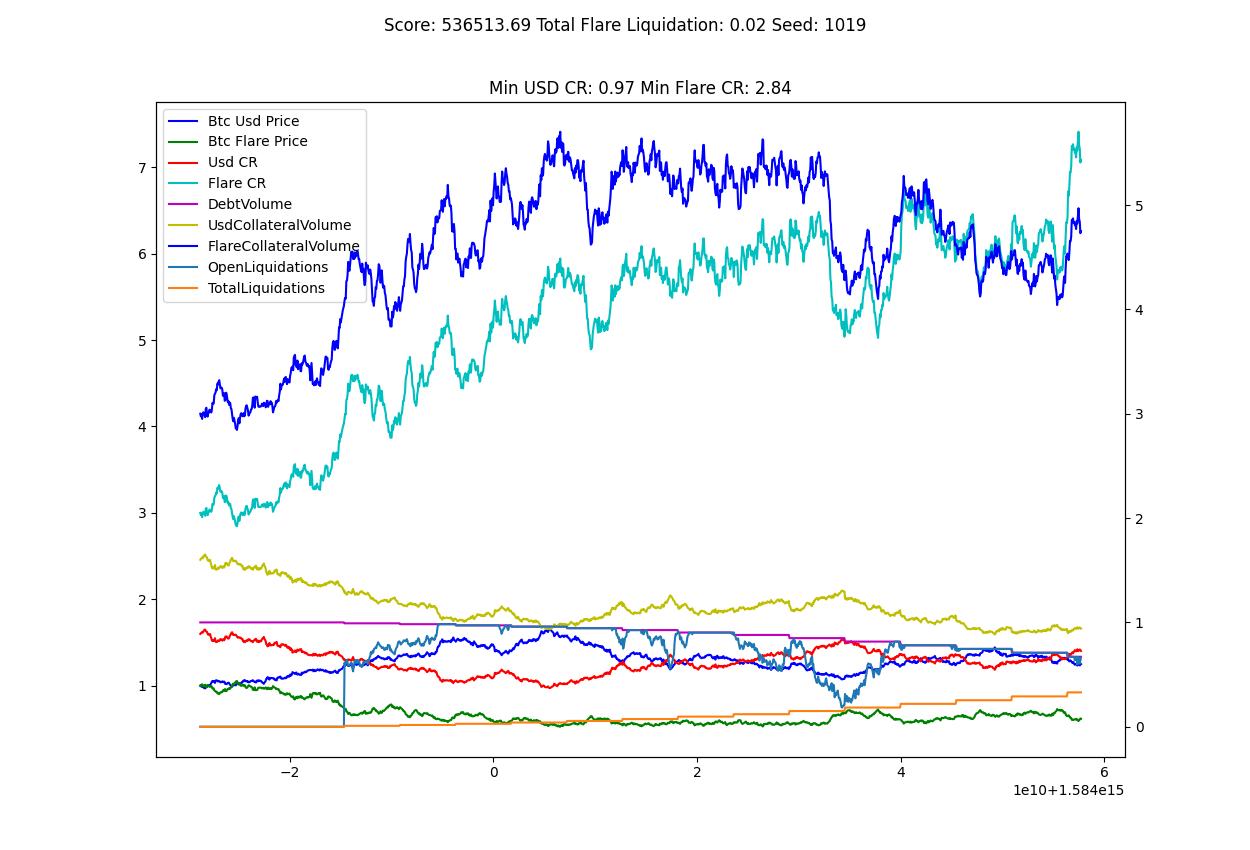 Score: 536513.69 Total Flare Liquidation: 0.02 Seed: 1019
Min USD CR: 0.97 Min Flare CR: 2.84
Btc Usd Price
Btc Flare Price
Usd CR
Flare CR
DebtVolume
UsdCollateralVolume
FlareCollateralVolume
OpenLiquidations
TotalLiquidations
7
6
5
4
3
2
1
5
4
3
2
1
0
−2
0
2
4
6
1e10+1.584e15